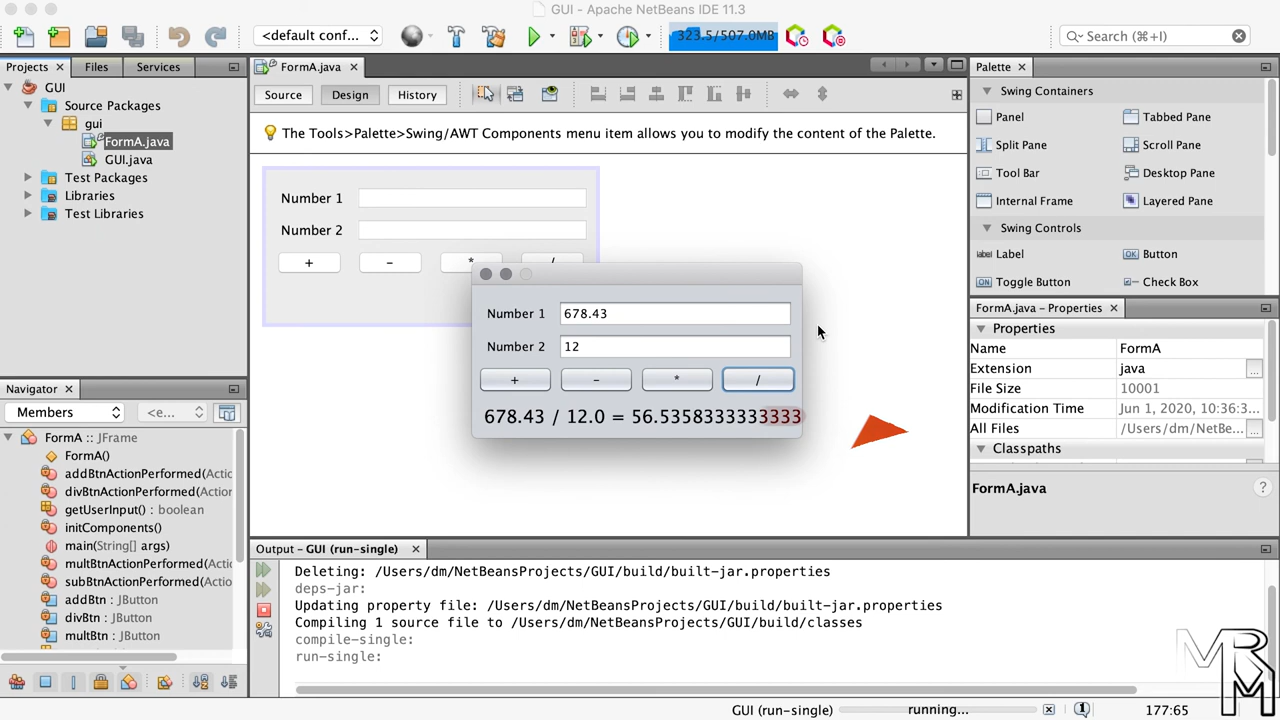 GUI - Apache NetBeans IDE 11.3
<default conf...
323.5/507.0MB
Search (⌘+I)
Projects
Files
Services
GUI
Source Packages
gui
FormA.java
GUI.java
Test Packages
Libraries
Test Libraries
FormA.java
Source
Design
History
The Tools>Palette>Swing/AWT Components menu item allows you to modify the content of the Palette.
Number 1
Number 2
+
-
*
/
Number 1
678.43
Number 2
12
+
-
*
/
678.43 / 12.0 = 56.53583333333333
Palette
Swing Containers
Panel
Tabbed Pane
Split Pane
Scroll Pane
Tool Bar
Desktop Pane
Internal Frame
Layered Pane
Swing Controls
label Label
OK Button
Toggle Button
Check Box
FormA.java - Properties
Properties
Name FormA
Extension java
...
File Size 10001
Modification Time Jun 1, 2020, 10:36:3...
All Files /Users/dm/NetBe...
...
Classpaths
FormA.java
?
Navigator
Members
<e...
FormA :: JFrame
FormA()
addBtnActionPerformed(Actio
divBtnActionPerformed(Action
getUserInput() : boolean
initComponents()
main(String[] args)
multBtnActionPerformed(Actio
subBtnActionPerformed(Actio
addBtn : JButton
divBtn : JButton
multBtn : JButton
Output - GUI (run-single)
Deleting: /Users/dm/NetBeansProjects/GUI/build/built-jar.properties
deps-jar:
Updating property file: /Users/dm/NetBeansProjects/GUI/build/built-jar.properties
Compiling 1 source file to /Users/dm/NetBeansProjects/GUI/build/classes
compile-single:
run-single:
GUI (run-single)
running...
1
177:65